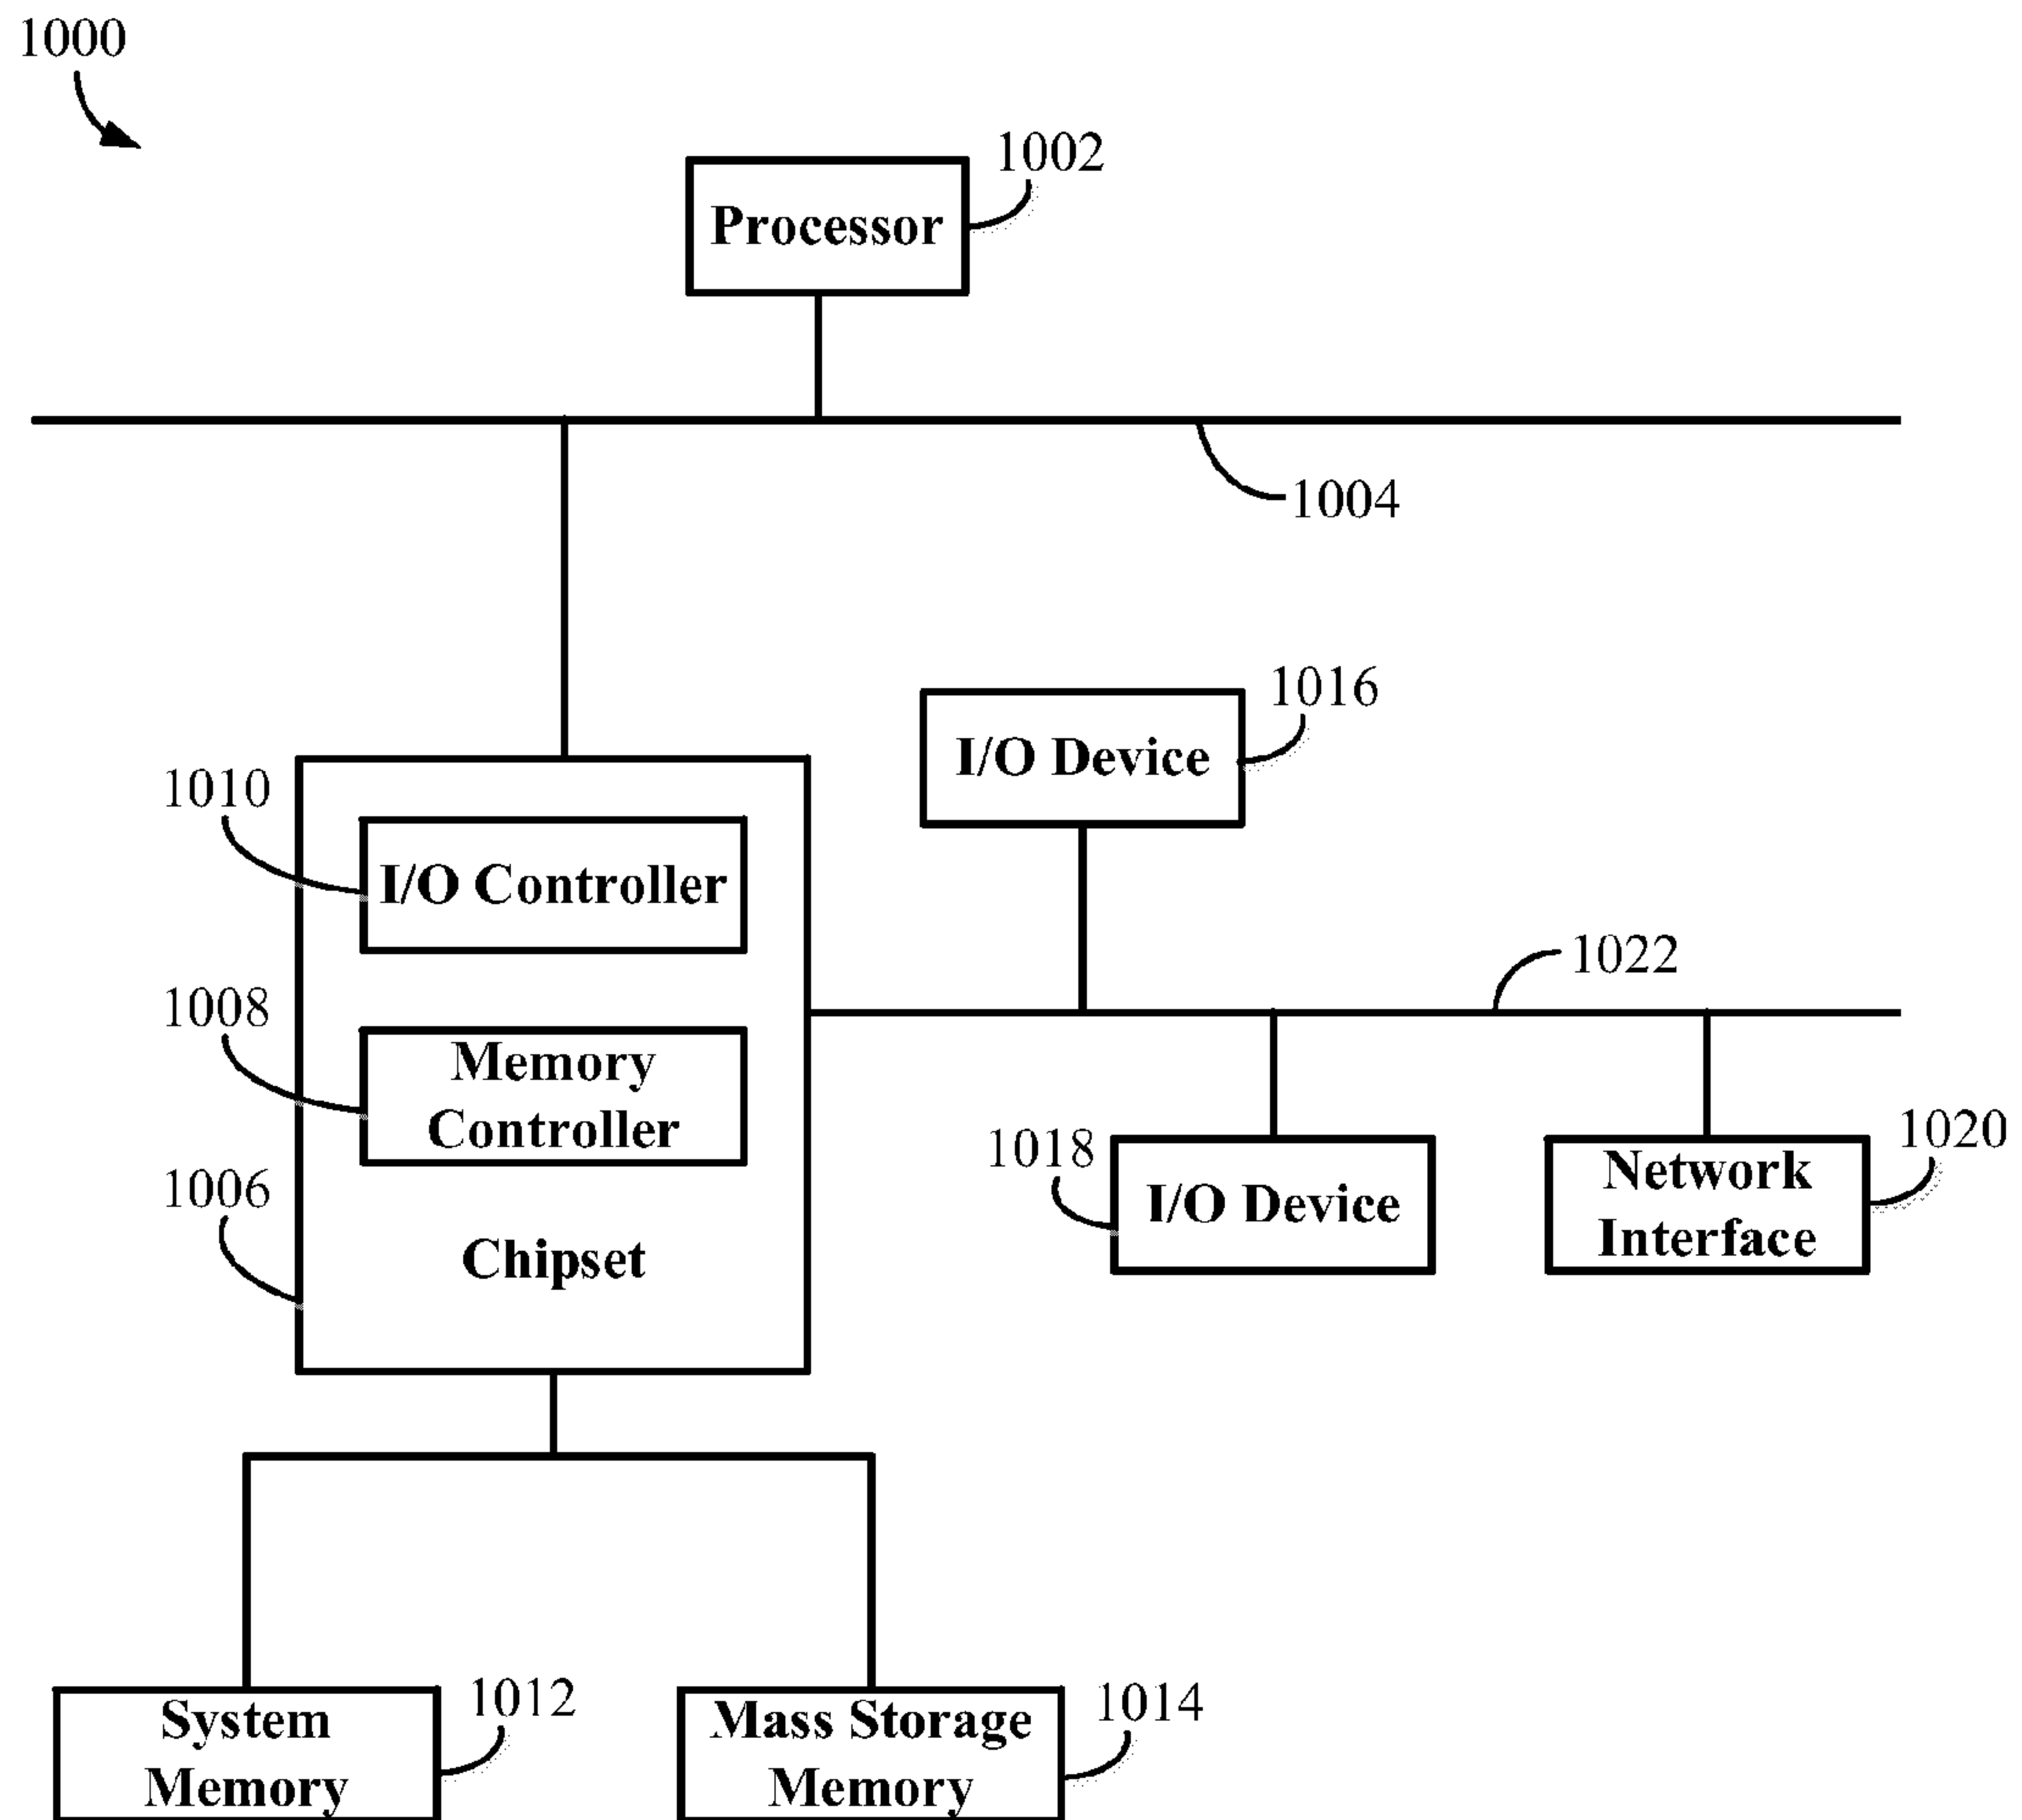 1000
1002
Processor
1004
1016
I/O Device
1010
I/O Controller
1022
1008
Memory
Controller
1018
I/O Device
1020
Network
Interface
1006
Chipset
1012
System
Memory
1014
Mass Storage
Memory